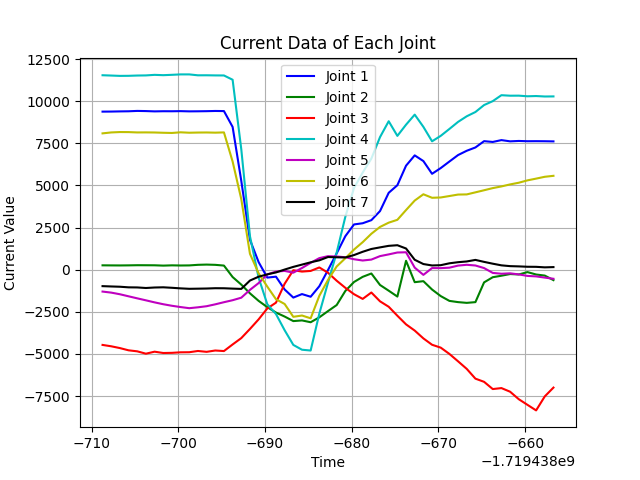 Current Data of Each Joint
12500
10000
7500
5000
2500
0
−2500
−5000
−7500
Current Value
Joint 1
Joint 2
Joint 3
Joint 4
Joint 5
Joint 6
Joint 7
−710 −700 −690 −680 −670 −660
Time
−1.719438e9